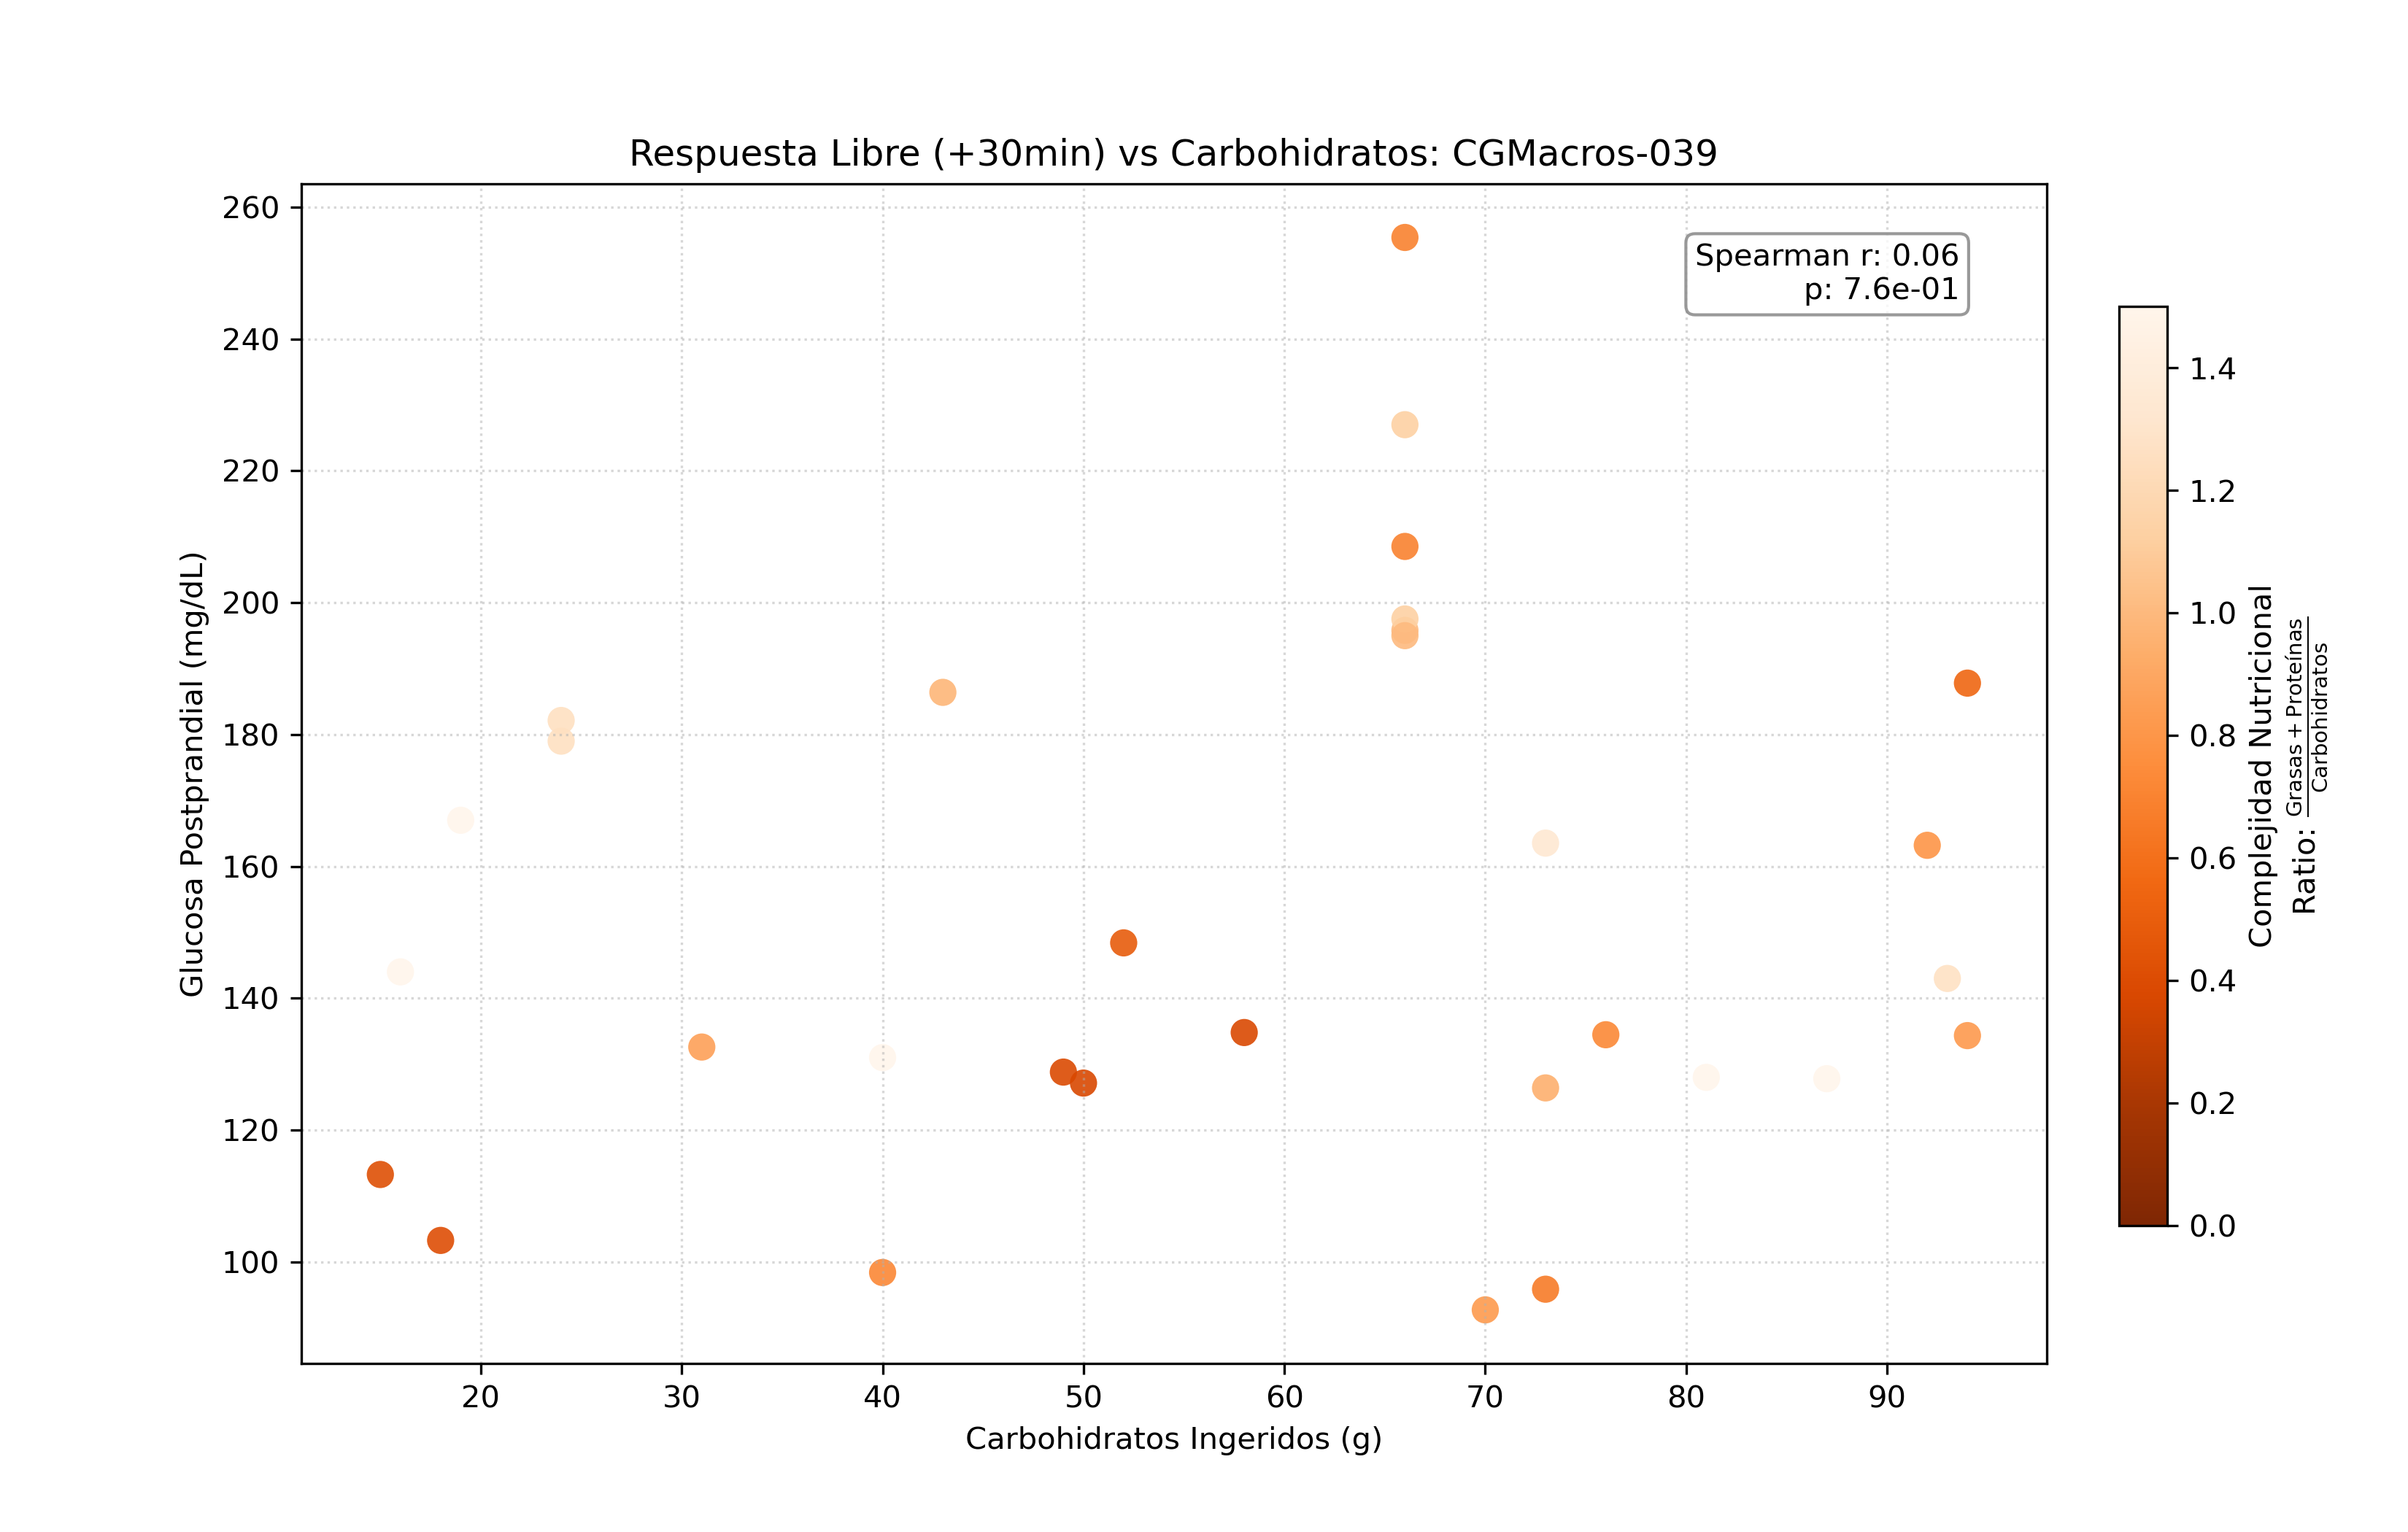 Respuesta Libre (+30min) vs Carbohidratos: CGMacros-039
Spearman r: 0.06
p: 7.6e-01
Glucosa Postprandial (mg/dL)
260
240
220
200
180
160
140
120
100
20 30 40 50 60 70 80 90
Carbohidratos Ingeridos (g)
1.4
1.2
1.0
0.8
0.6
0.4
0.2
0.0
Complejidad Nutricional
Ratio: Grasas + Proteínas
Carbohidratos